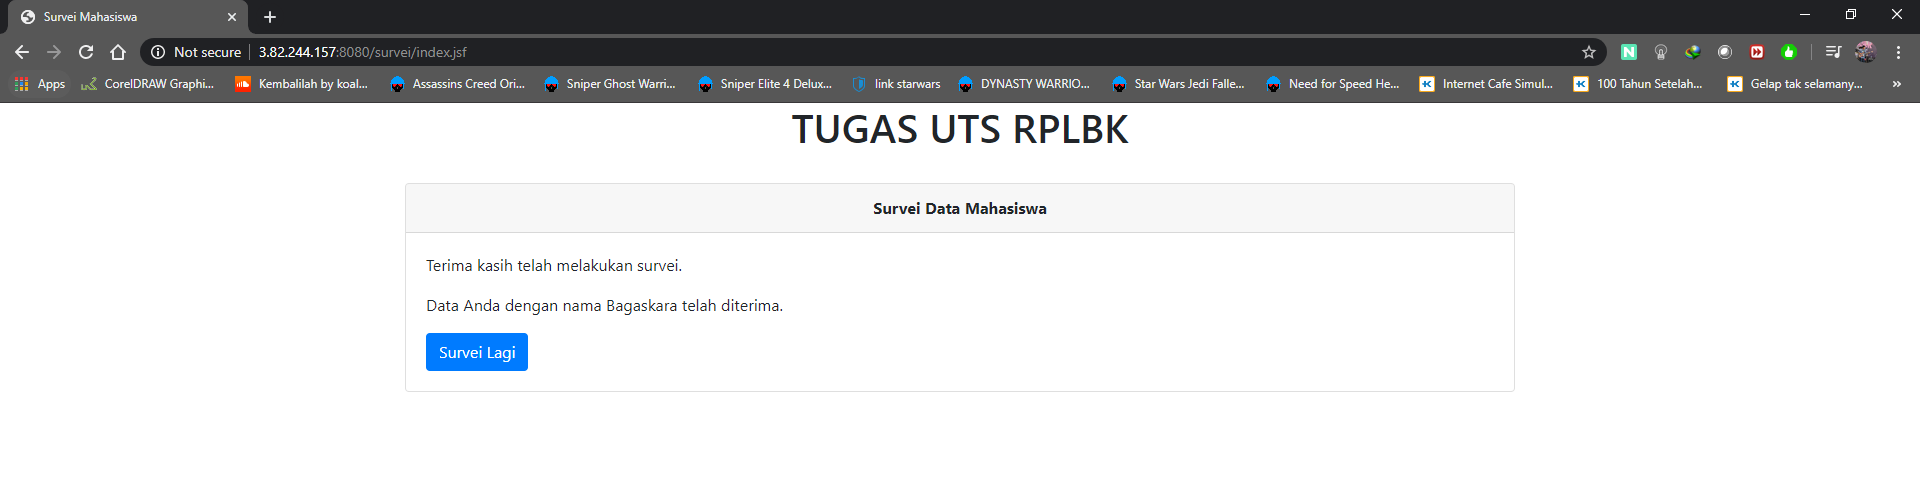 Survei Mahasiswa
Not secure 3.82.244.157:8080/survei/index.jsf
Apps CorelDRAW Graphi... Kembalilah by koal... Assassins Creed Ori... Sniper Ghost Warri... Sniper Elite 4 Delux... link starwars DYNASTY WARRIO... Star Wars Jedi Falle... Need for Speed He... Internet Cafe Simul... 100 Tahun Setelah... Gelap tak selamany... »
TUGAS UTS RPLBK
Survei Data Mahasiswa
Terima kasih telah melakukan survei.
Data Anda dengan nama Bagaskara telah diterima.
Survei Lagi